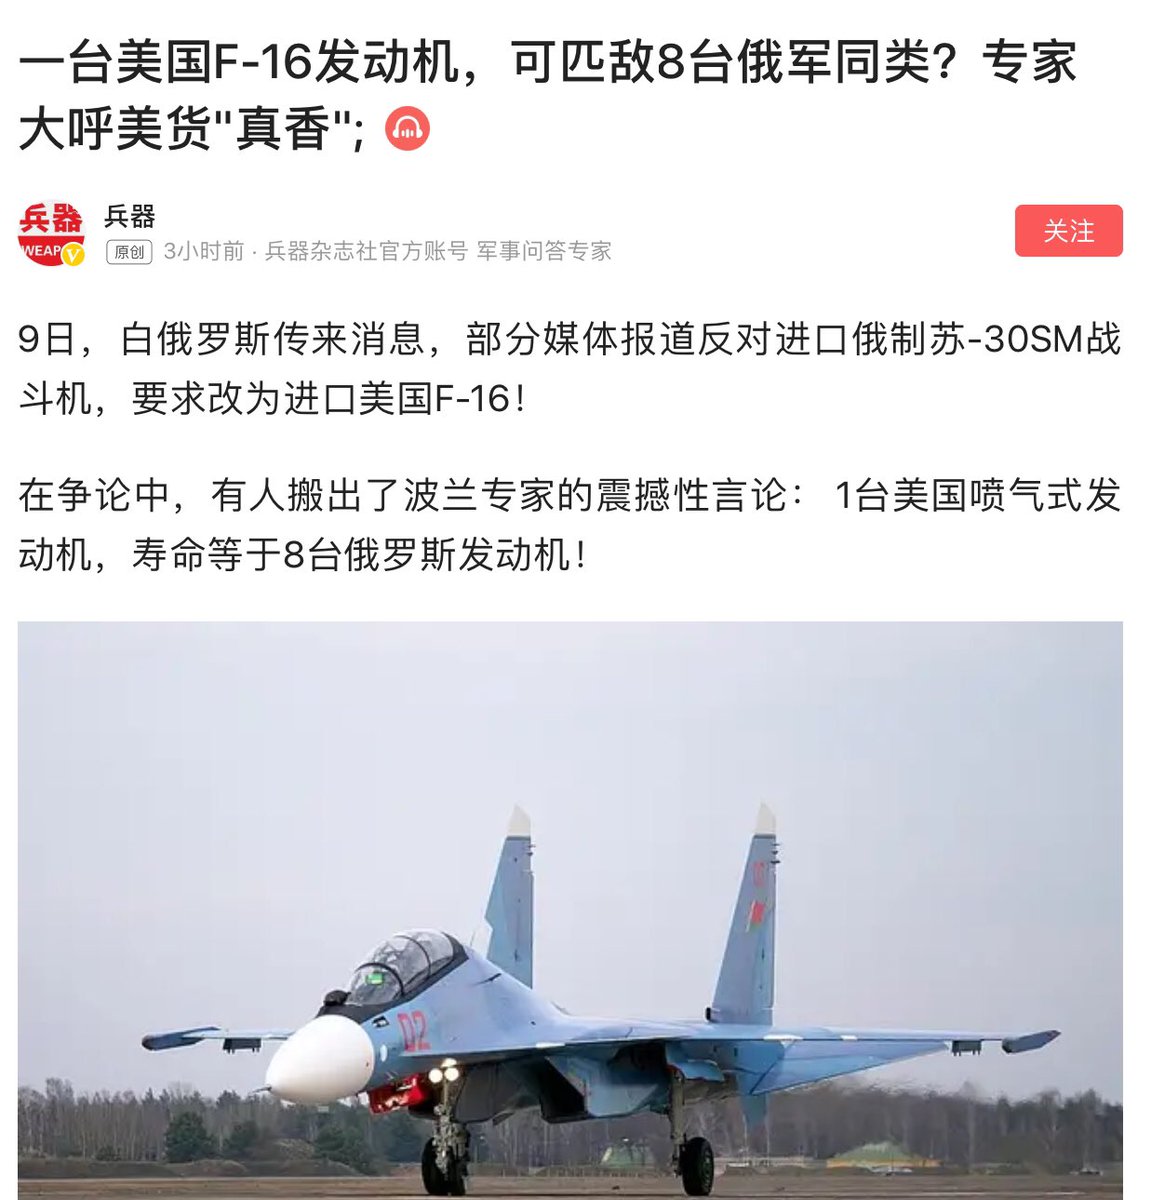 一台美国F-16发动机，可匹敌8台俄军同类？专家
大呼美货"真香";
兵器
WEAP
V
兵器
原创 3小时前 · 兵器杂志社官方账号 军事问答专家
关注
9日，白俄罗斯传来消息，部分媒体报道反对进口俄制苏-30SM战
斗机，要求改为进口美国F-16！
在争论中，有人搬出了波兰专家的震撼性言论： 1台美国喷气式发
动机，寿命等于8台俄罗斯发动机！
02